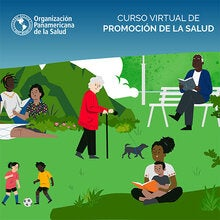 Organización
Panamericana
de la Salud
CURSO VIRTUAL DE
PROMOCIÓN DE LA SALUD